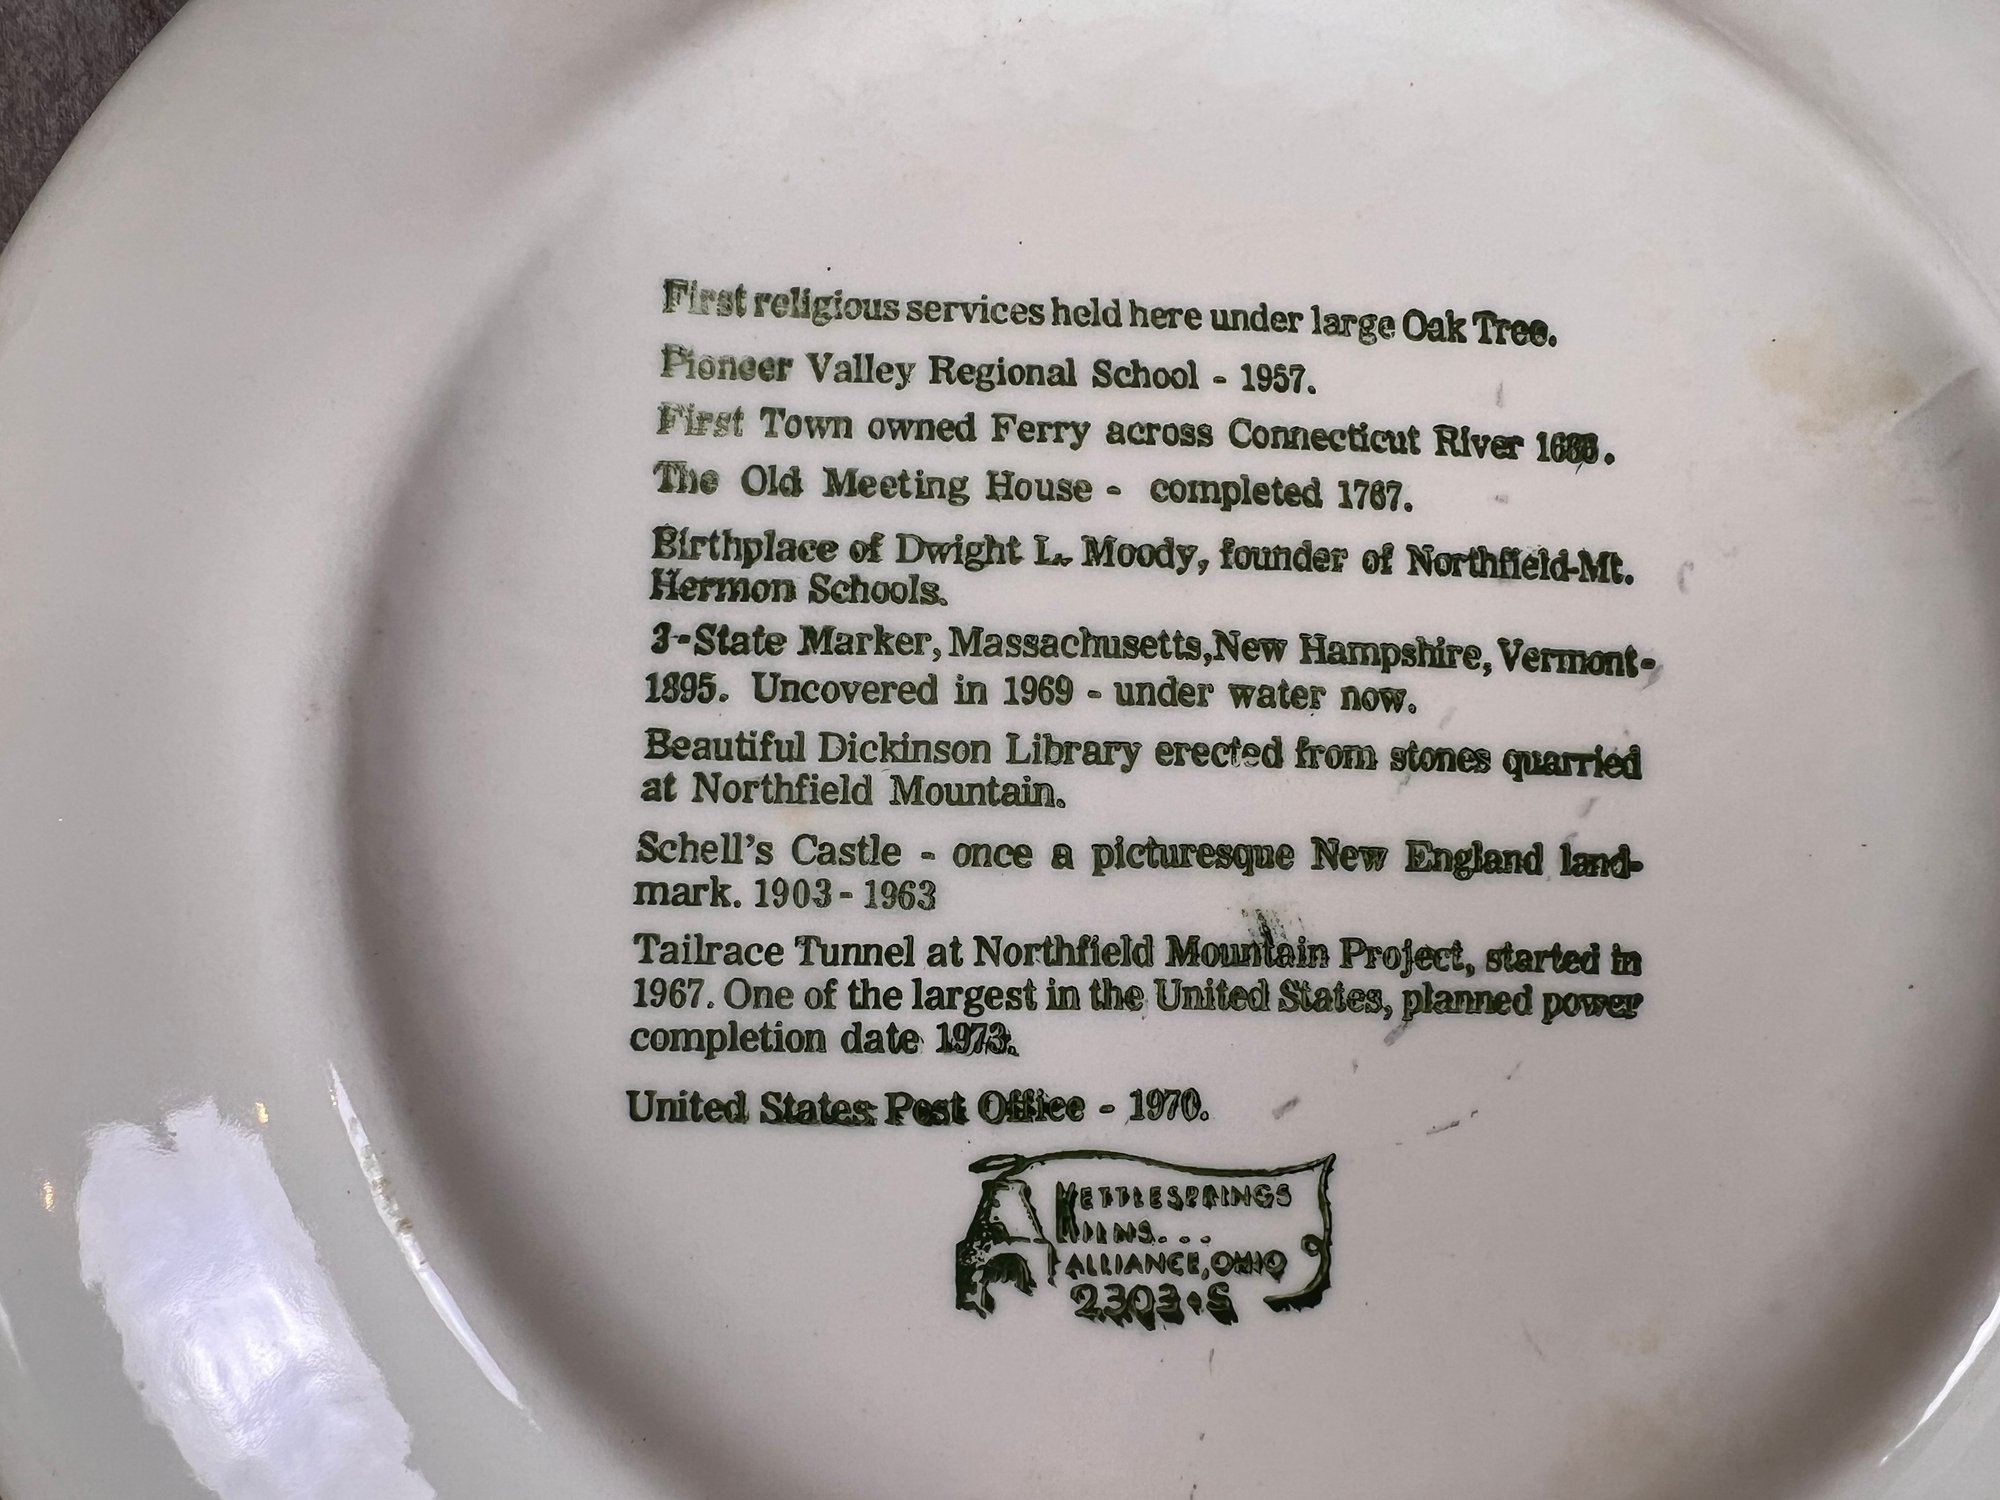 First religious services held here under large Oak Tree.
Pioneer Valley Regional School - 1957.
First Town owned Ferry across Connecticut River
The Old Meeting House - completed 1767.
Birthplace of Dwight L. Moody, founder of Northfield-Mt.
Hermon Schools.
3-State Marker, Massachusetts, New Hampshire, Vermont-
1895. Uncovered in 1969 - under water now.
Beautiful Dickinson Library erected from stones quarried
at Northfield Mountain.
Schell's Castle - once a picturesque New England land-
mark. 1903 - 1963
Tailrace Tunnel at Northfield Mountain Project, started in
1967. One of the largest in the United States, planned power
completion date 1973.
United States Post Office - 1970.
KETTLESPRINGS
KILNS...
ALLIANCE, OHIO
2303·S